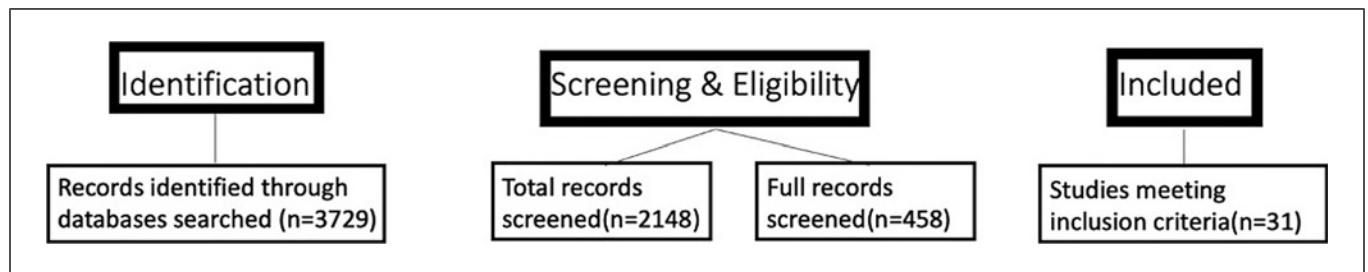 Identification
Records identified through
databases searched (n=3729)
Screening & Eligibility
Total records
screened(n=2148)
Full records
screened(n=458)
Included
Studies meeting
inclusion criteria(n=31)